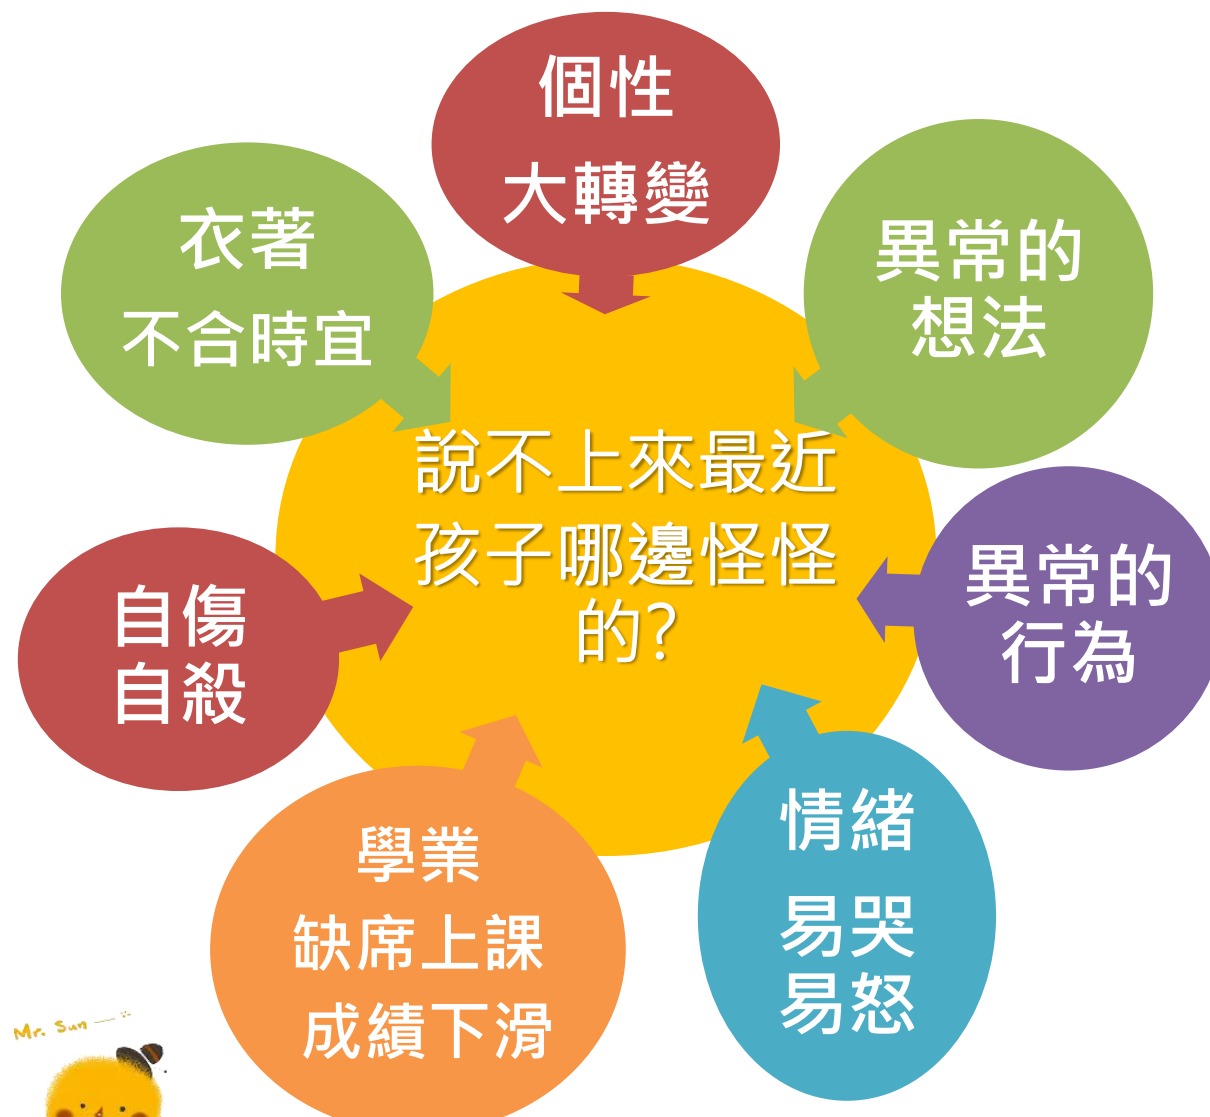 個性
大轉變
異常的
想法
異常的
行為
情緒
易哭
易怒
學業
缺席上課
成績下滑
自傷
自殺
衣著
不合時宜
說不上來最近
孩子哪邊怪怪
的?
Mr. Sun